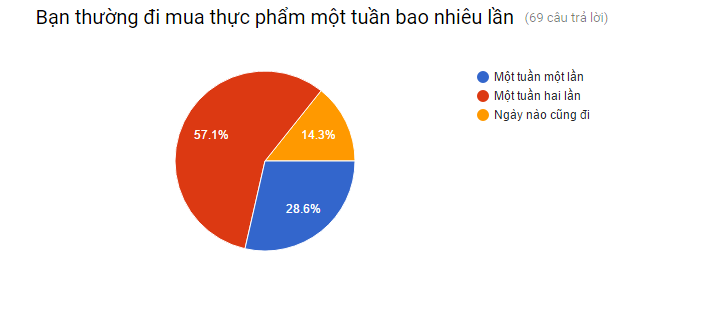 Bạn thường đi mua thực phẩm một tuần bao nhiêu lần (69 câu trả lời)
Một tuần một lần
Một tuần hai lần
Ngày nào cũng đi
57.1%
14.3%
28.6%